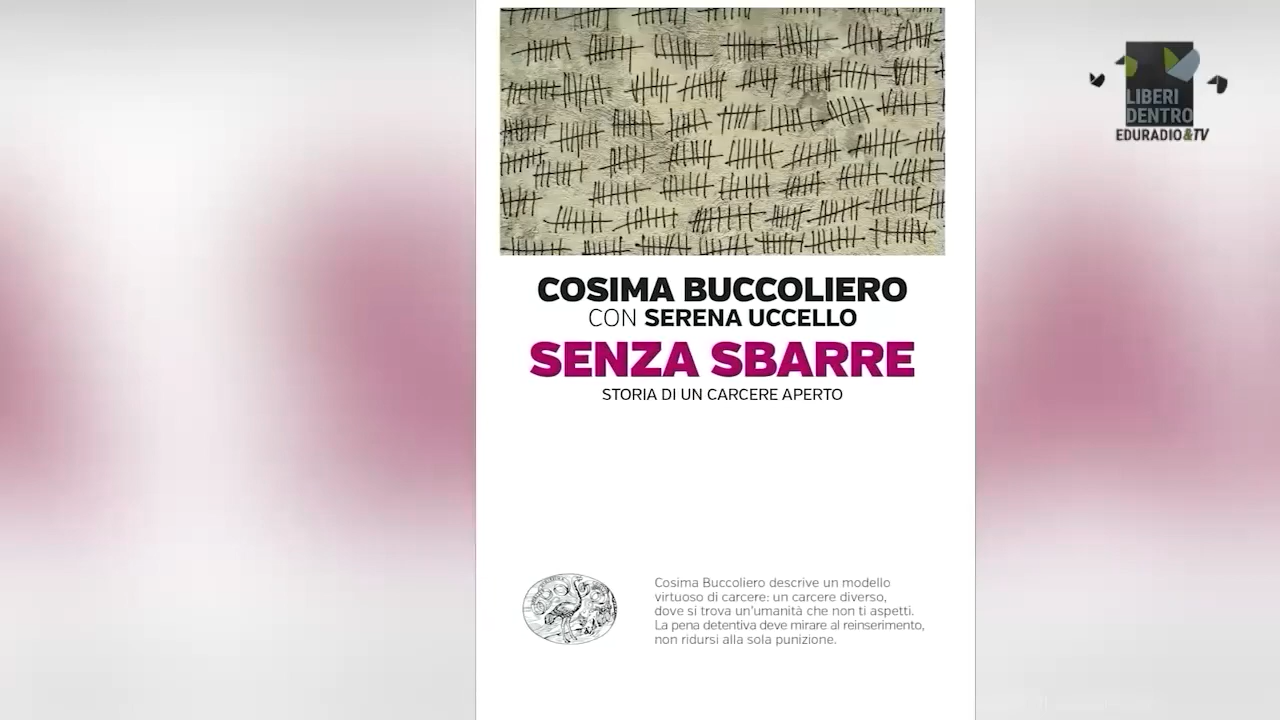 LIBERI
DENTRO
EDURADIO&TV
COSIMA BUCCOLIERO
CON SERENA UCCELLO
SENZA SBARRE
STORIA DI UN CARCERE APERTO
Cosima Buccoliero descrive un modello
virtuoso di carcere: un carcere diverso,
dove si trova un'umanità che non ti aspetti.
La pena detentiva deve mirare al reinserimento,
non ridursi alla sola punizione.